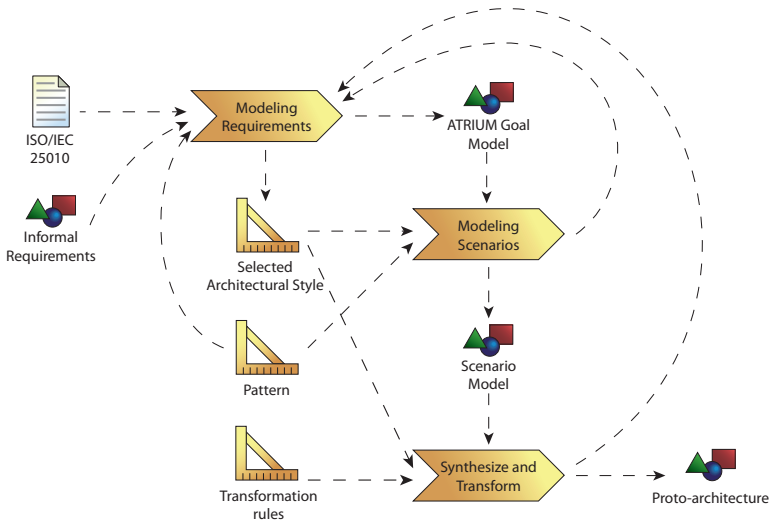 Modeling
Requirements
ISO/IEC
25010
ATRIUM Goal
Model
Informal
Requirements
Selected
Architectural Style
Modeling
Scenarios
Pattern
Scenario
Model
Transformation
rules
Synthesize and
Transform
Proto-architecture